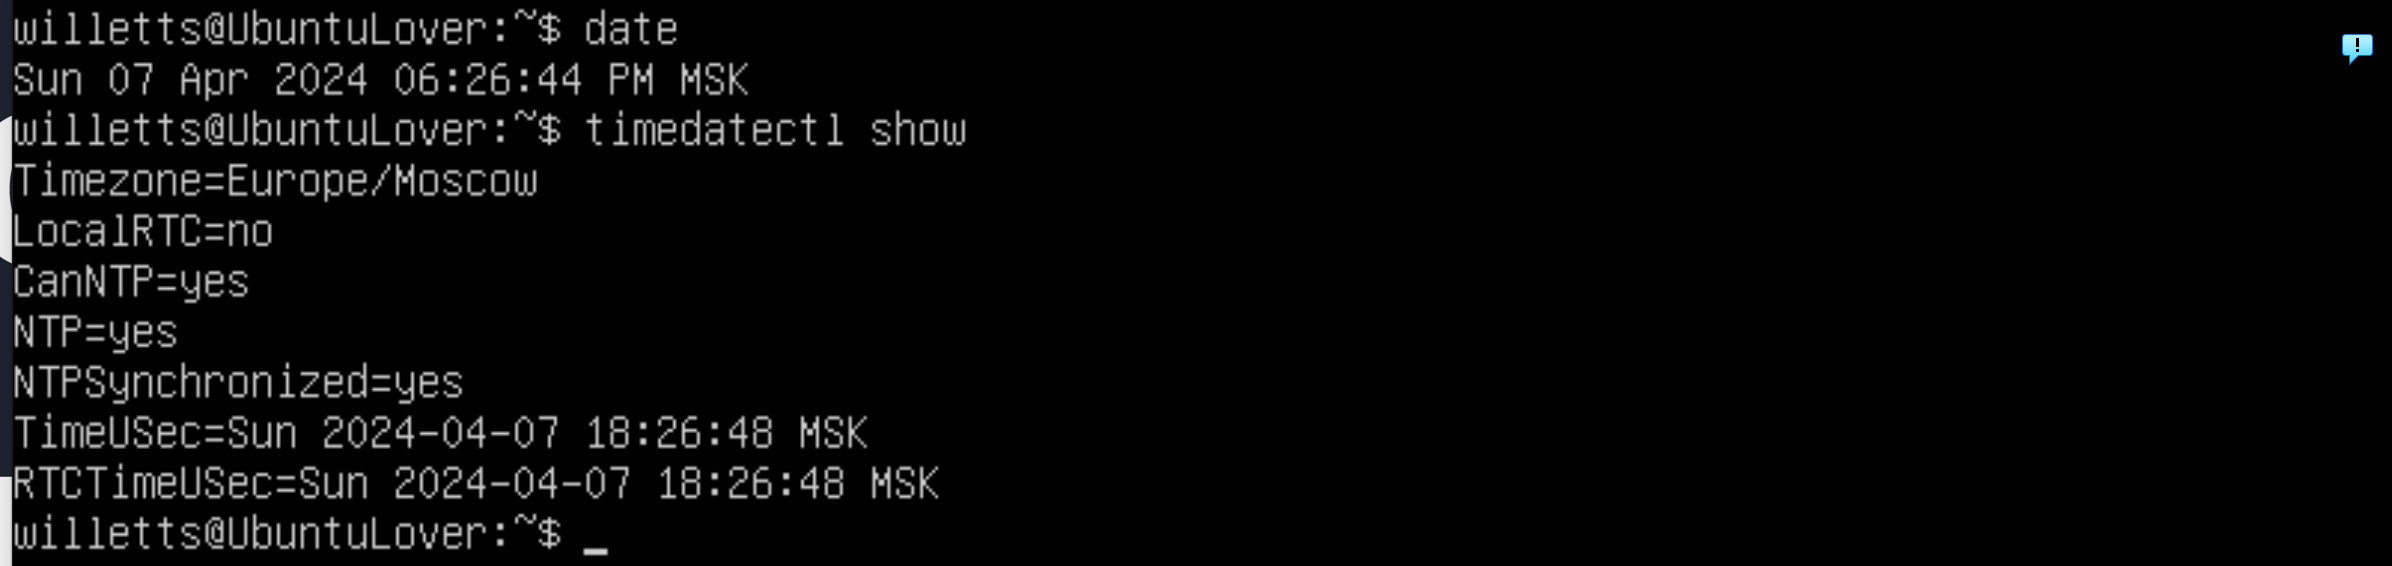 willetts@UbuntuLover:~$ date
Sun 07 Apr 2024 06:26:44 PM MSK
willetts@UbuntuLover:~$ timedatectl show
Timezone=Europe/Moscow
LocalRTC=no
CanNTP=yes
NTP=yes
NTPSynchronized=yes
TimeUSec=Sun 2024-04-07 18:26:48 MSK
RTCTimeUSec=Sun 2024-04-07 18:26:48 MSK
willetts@UbuntuLover:~$ _